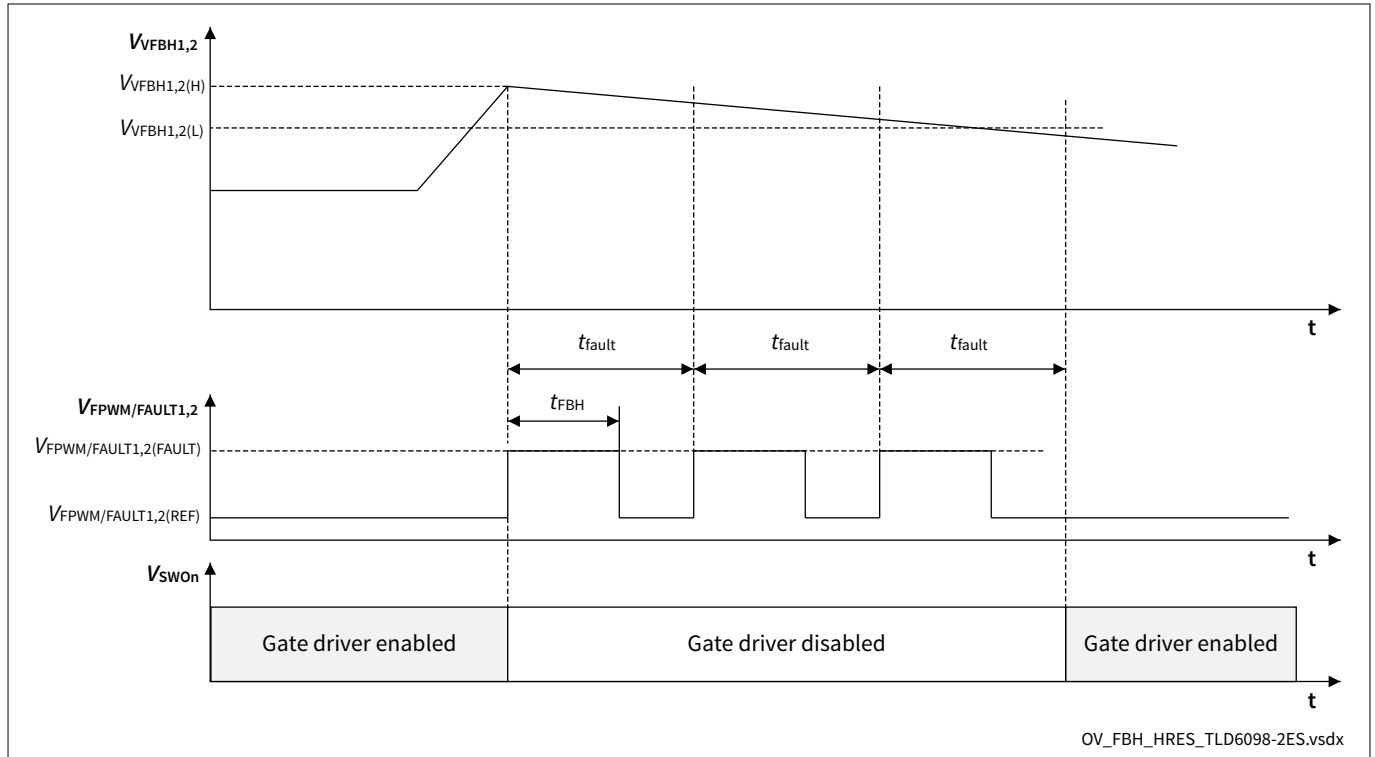 VVFBH1,2
VVFBH1,2(H)
VVFBH1,2(L)
t
tfault tfault tfault
VFPWM/FAULT1,2
tFBH
VFPWM/FAULT1,2(FAULT)
VFPWM/FAULT1,2(REF)
t
VSWOn
Gate driver enabled Gate driver disabled Gate driver enabled
t
OV_FBH_HRES_TLD6098-2ES.vsdx